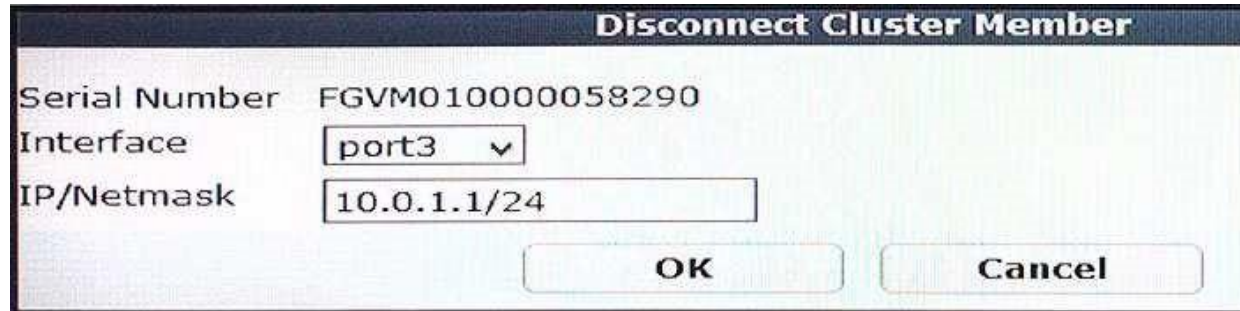 Disconnect Cluster Member
Serial Number FGVM010000058290
Interface port3
IP/Netmask 10.0.1.1/24
OK Cancel